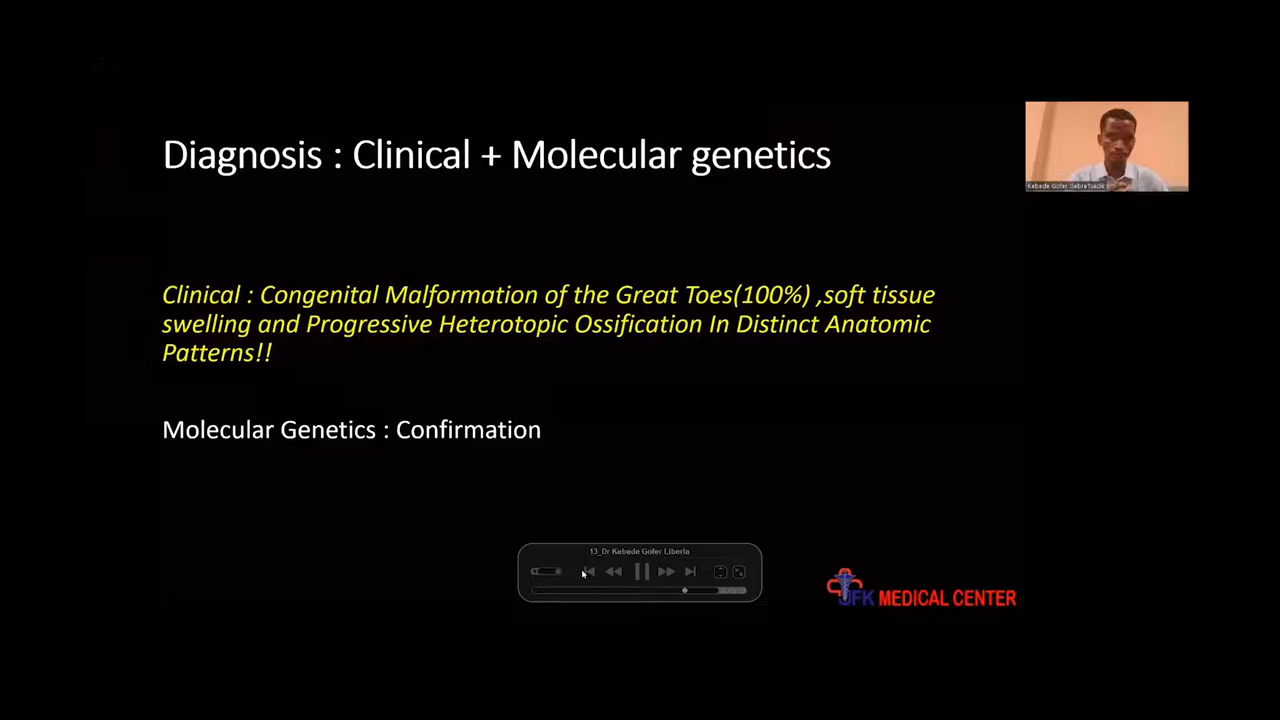 Diagnosis : Clinical + Molecular genetics
Kebede Gofer GebreTsadik
Clinical : Congenital Malformation of the Great Toes(100%) ,soft tissue
swelling and Progressive Heterotopic Ossification In Distinct Anatomic
Patterns!!
Molecular Genetics : Confirmation
13_Dr Kebede Gofer Liberia
JFK MEDICAL CENTER